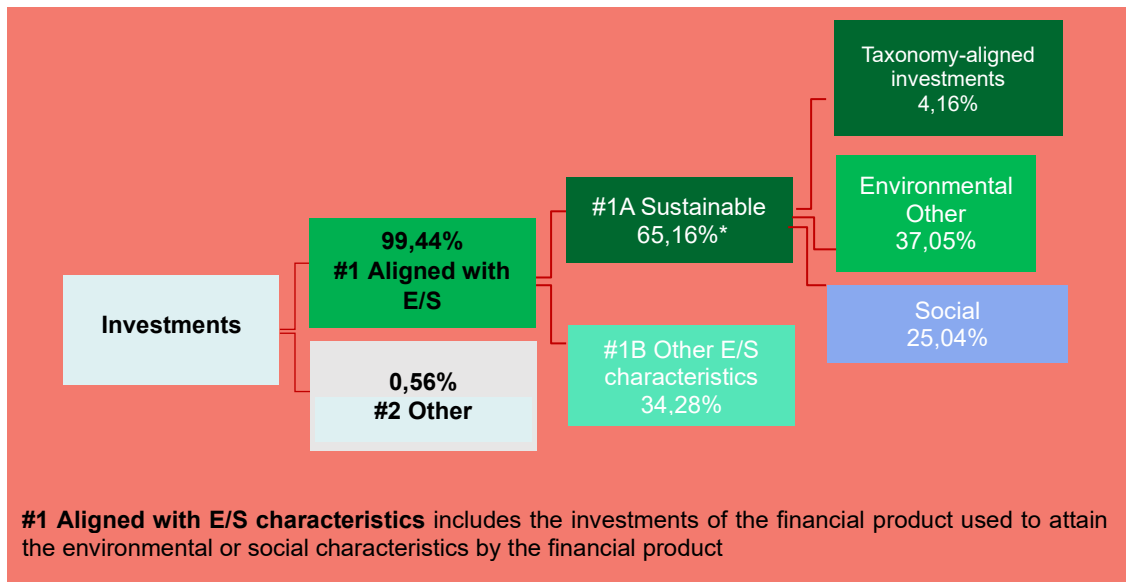 Taxonomy-aligned
investments
4,16%
Environmental
Other
37,05%
#1A Sustainable
65,16%*
99,44%
#1 Aligned with
E/S
Investments
Social
25,04%
#1B Other E/S
characteristics
34,28%
0,56%
#2 Other
#1 Aligned with E/S characteristics includes the investments of the financial product used to attain
the environmental or social characteristics by the financial product